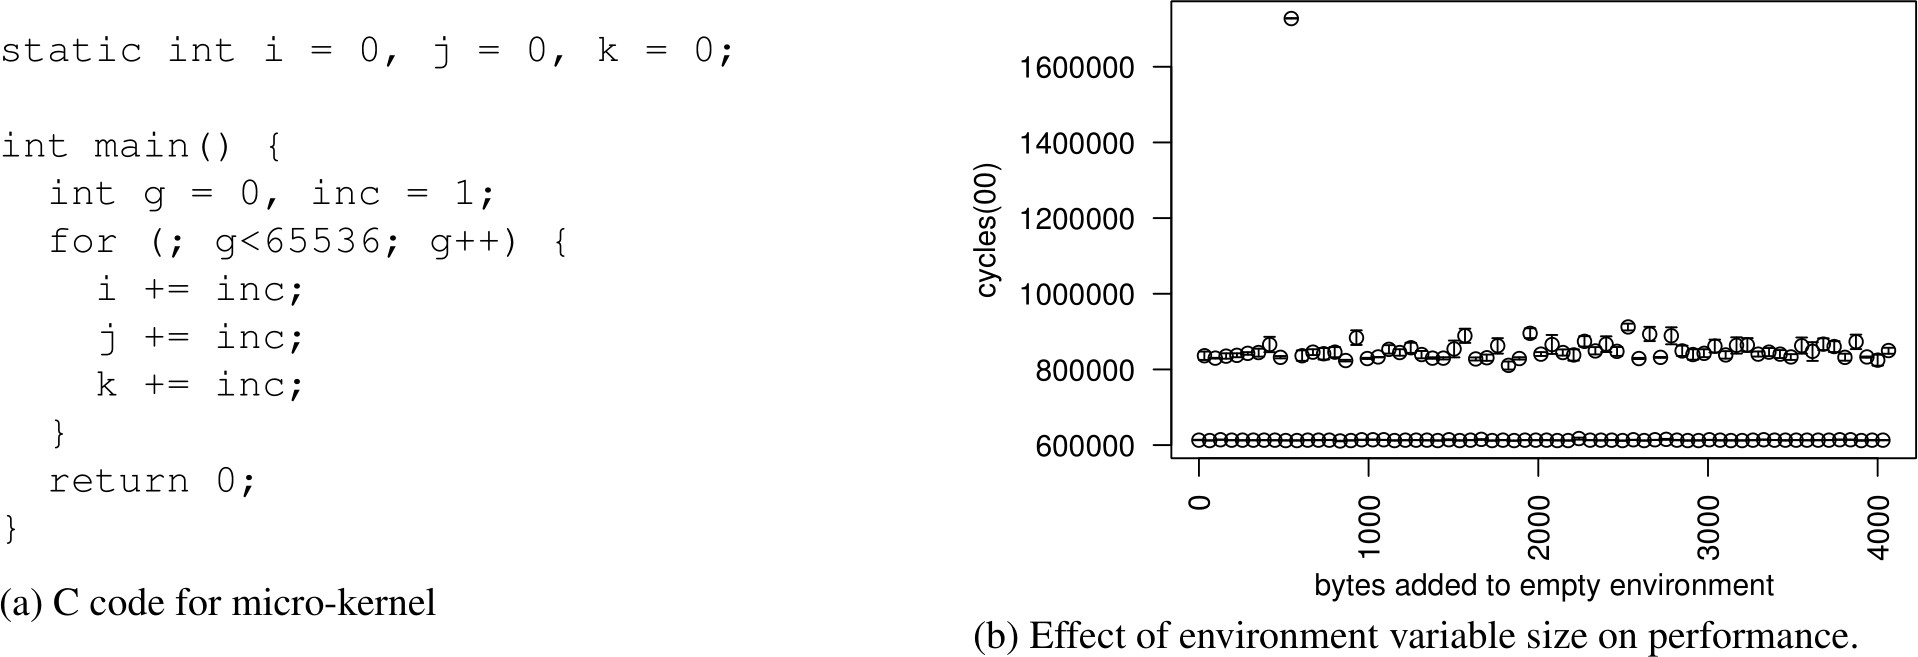 static int i = 0, j = 0, k = 0;
int main() {
int g = 0, inc = 1;
for (; g<65536; g++) {
i += inc;
j += inc;
k += inc;
}
return 0;
}
(a) C code for micro-kernel
cycles(00)
1600000
1400000
1200000
1000000
800000
600000
0
1000
2000
3000
4000
bytes added to empty environment
(b) Effect of environment variable size on performance.